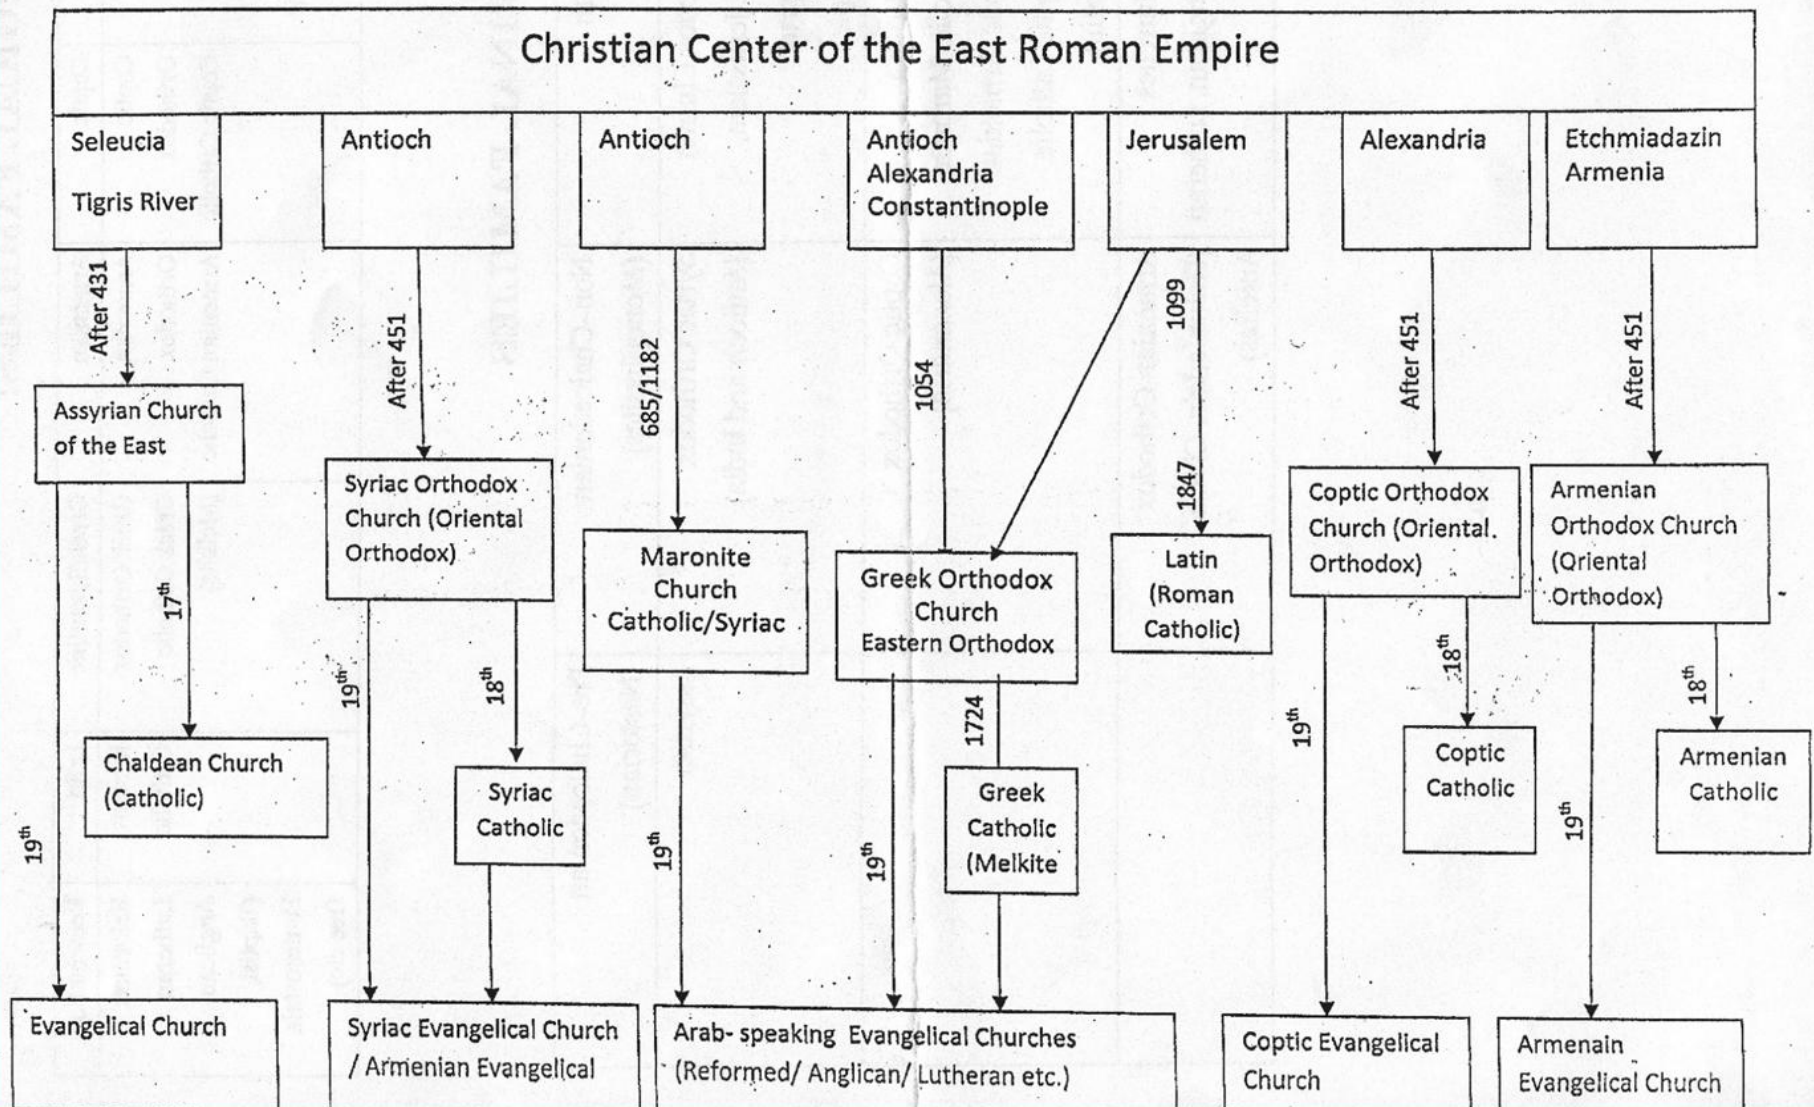 Christian Center of the East Roman Empire
Seleucia
Tigris River
Antioch
Antioch
Antioch
Alexandria
Constantinople
Jerusalem
Alexandria
Etchmiadazin
Armenia
After 431
After 451
685/1182
1054
1099
1847
After 451
After 451
Assyrian Church
of the East
Syriac Orthodox
Church (Oriental
Orthodox)
Maronite
Church
Catholic/Syriac
Greek Orthodox
Church
Eastern Orthodox
Latin
(Roman
Catholic)
Coptic Orthodox
Church (Oriental.
Orthodox)
Armenian
Orthodox Church
(Oriental
Orthodox)
17th
19th
18th
1724
19th
18th
18th
Chaldean Church
(Catholic)
Syriac
Catholic
Greek
Catholic
(Melkite
Coptic
Catholic
Armenian
Catholic
19th
19th
19th
19th
Evangelical Church
Syriac Evangelical Church
/ Armenian Evangelical
Arab- speaking Evangelical Churches
(Reformed/ Anglican/ Lutheran etc.)
Coptic Evangelical
Church
Armenain
Evangelical Church